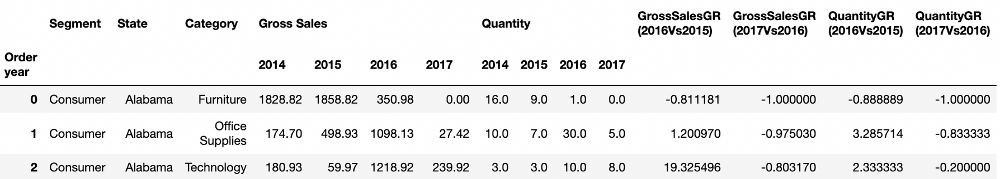 Segment State Category Gross Sales Quantity GrossSalesGR (2016Vs2015) GrossSalesGR (2017Vs2016) QuantityGR (2016Vs2015) QuantityGR (2017Vs2016)
Order year 2014 2015 2016 2017 2014 2015 2016 2017
0 Consumer Alabama Furniture 1828.82 1858.82 350.98 0.00 16.0 9.0 1.0 0.0 -0.811181 -1.000000 -0.888889 -1.000000
1 Consumer Alabama Office Supplies 174.70 498.93 1098.13 27.42 10.0 7.0 30.0 5.0 1.200970 -0.975030 3.285714 -0.833333
2 Consumer Alabama Technology 180.93 59.97 1218.92 239.92 3.0 3.0 10.0 8.0 19.325496 -0.803170 2.333333 -0.200000